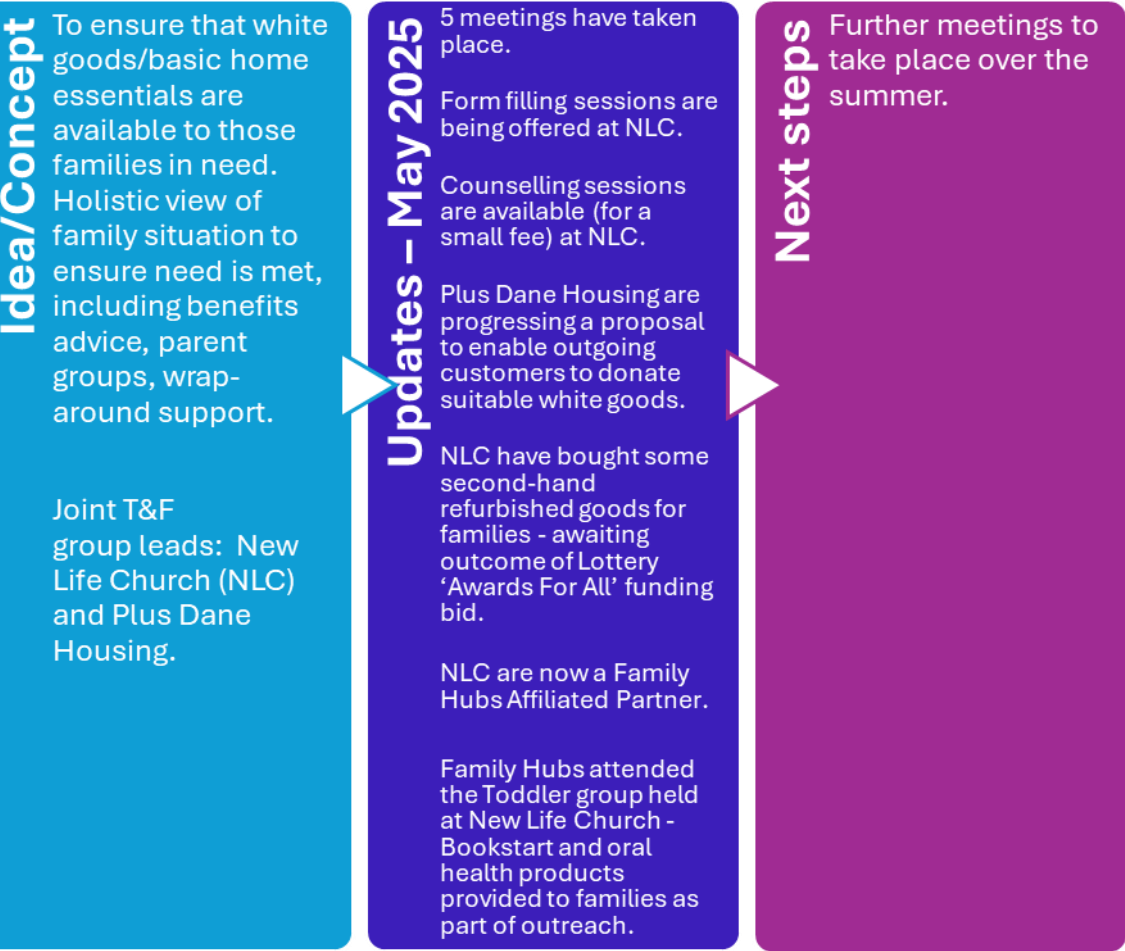 Idea/Concept
To ensure that white
goods/basic home
essentials are
available to those
families in need.
Holistic view of
family situation to
ensure need is met,
including benefits
advice, parent
groups, wrap-
around support.
Joint T&F
group leads:  New
Life Church (NLC)
and Plus Dane
Housing.
Updates – May 2025
5 meetings have taken
place.
Form filling sessions are
being offered at NLC.
Counselling sessions
are available (for a
small fee) at NLC.
Plus Dane Housing are
progressing a proposal
to enable outgoing
customers to donate
suitable white goods.
NLC have bought some
second-hand
refurbished goods for
families - awaiting
outcome of Lottery
‘Awards For All’ funding
bid.
NLC are now a Family
Hubs Affiliated Partner.
Family Hubs attended
the Toddler group held
at New Life Church -
Bookstart and oral
health products
provided to families as
part of outreach.
Next steps
Further meetings to
take place over the
summer.